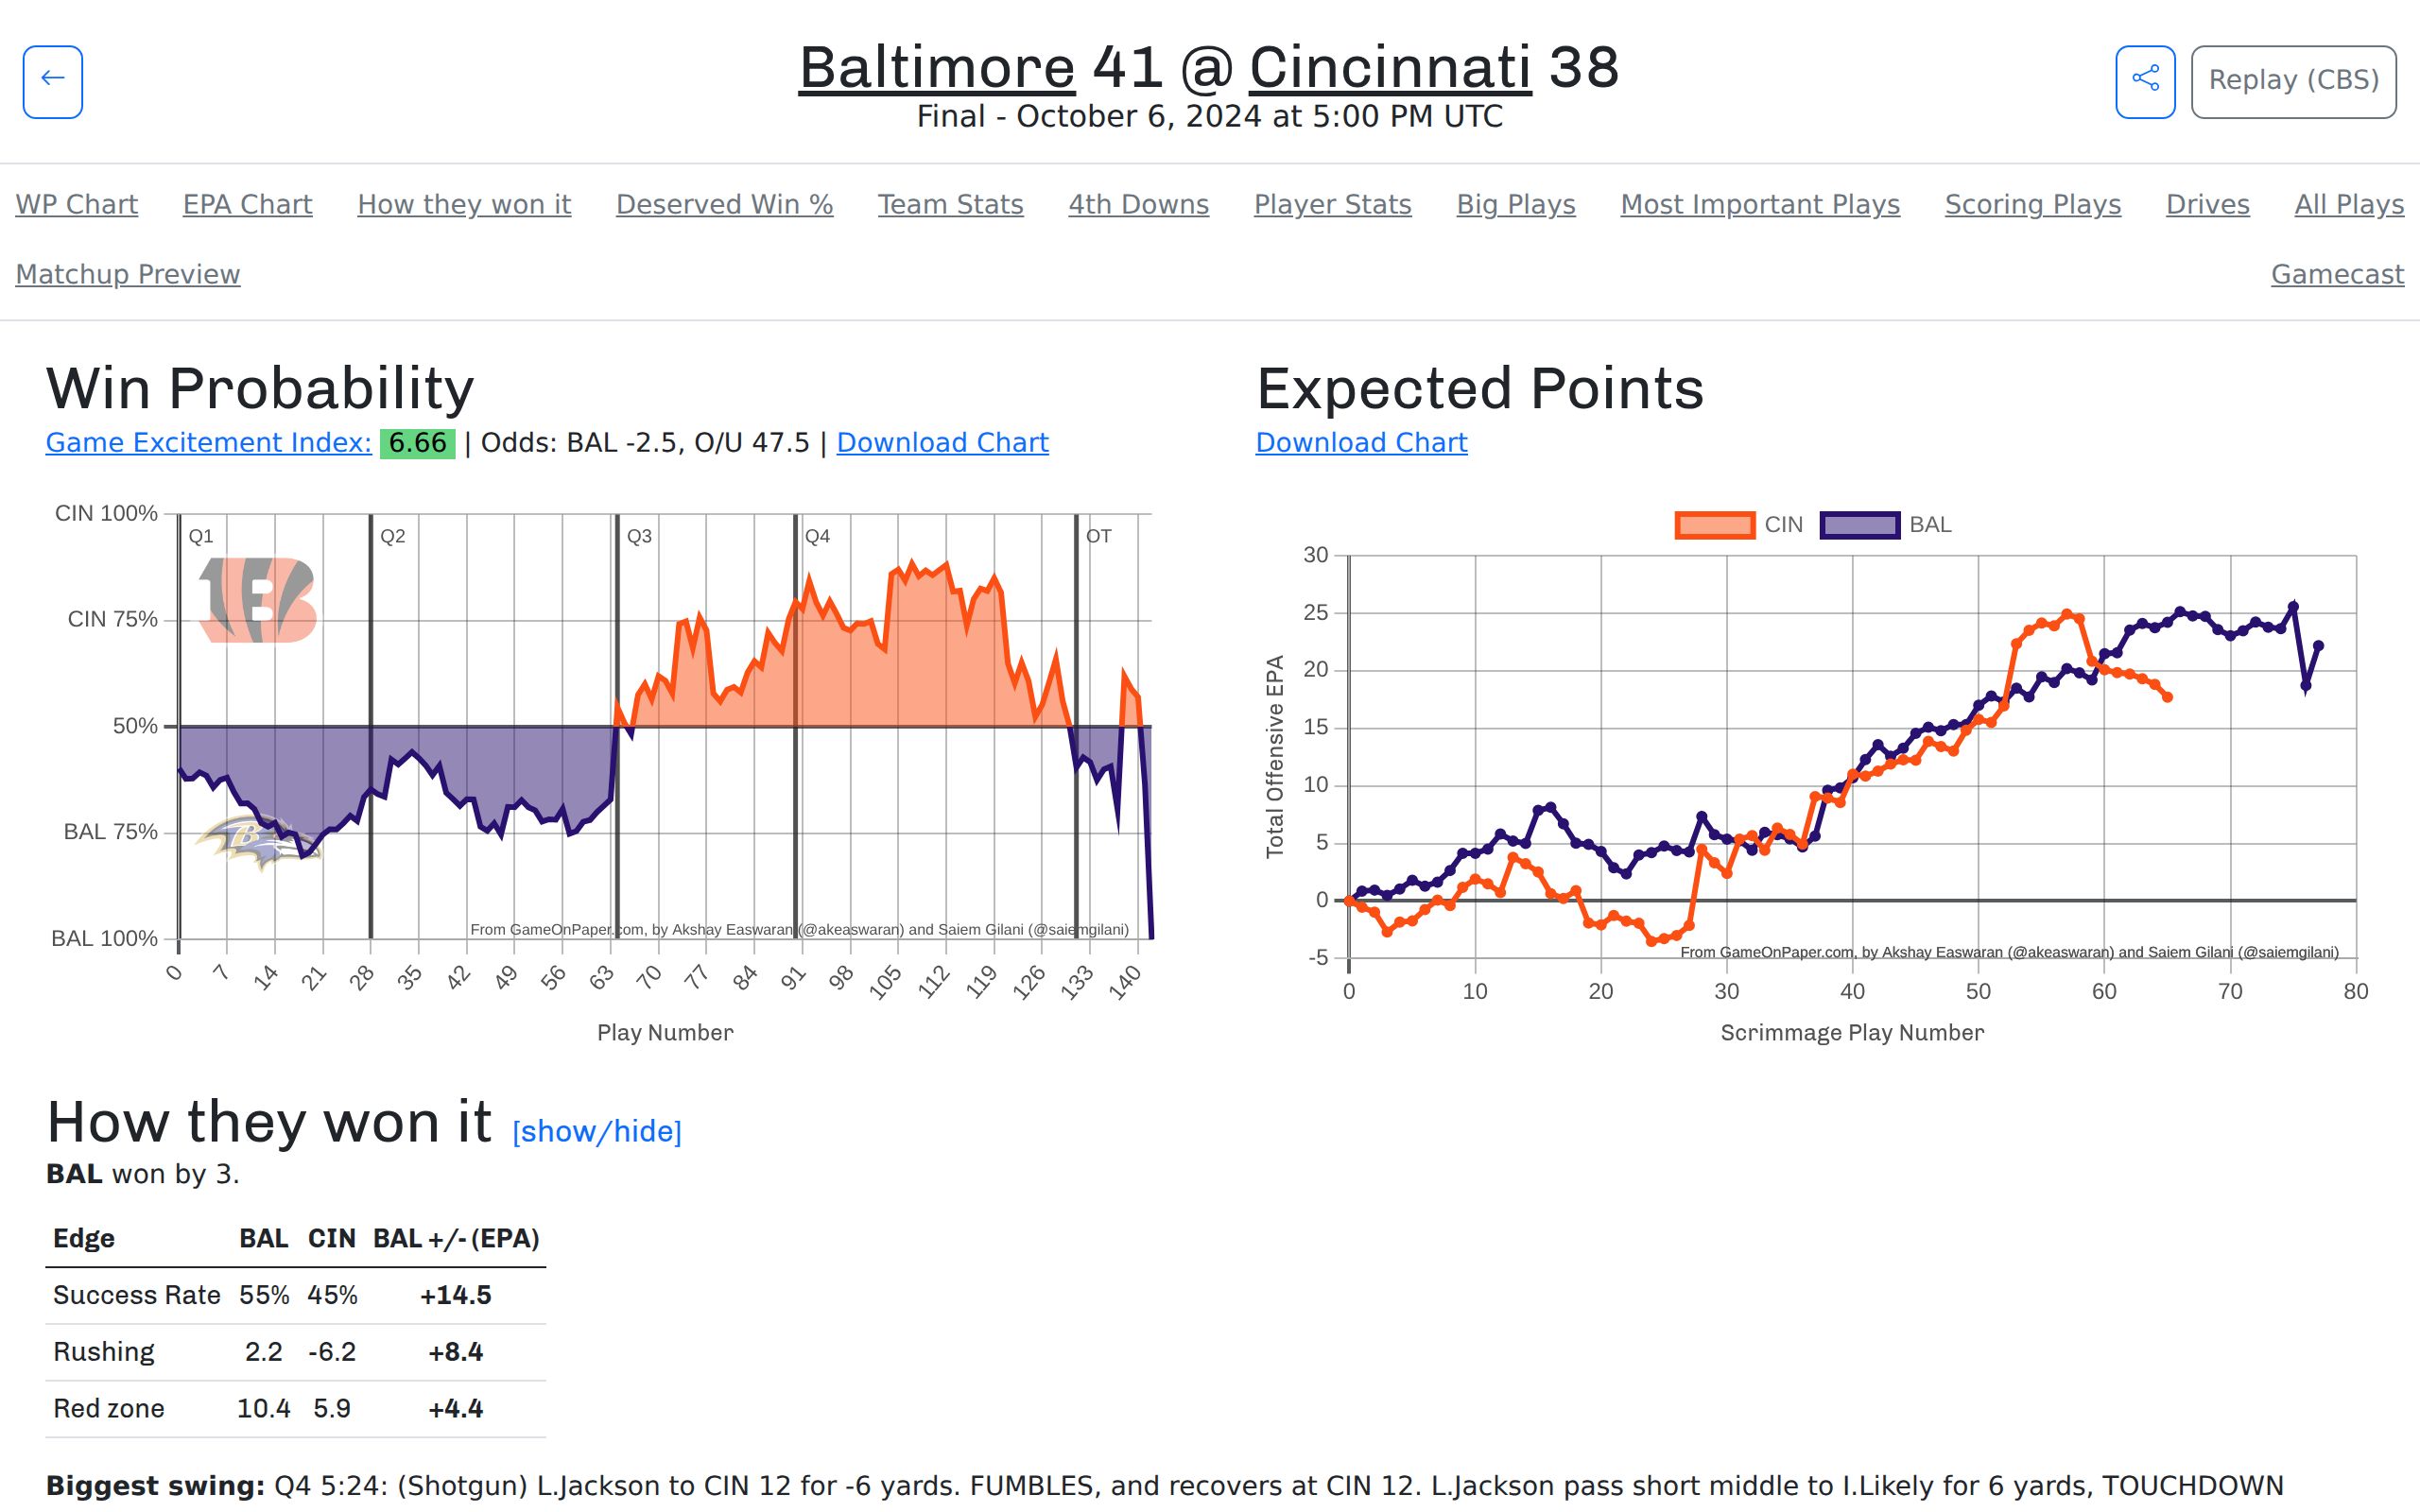 ←
Baltimore 41 @ Cincinnati 38
Final - October 6, 2024 at 5:00 PM UTC
Replay (CBS)
WP Chart EPA Chart How they won it Deserved Win % Team Stats 4th Downs Player Stats Big Plays Most Important Plays Scoring Plays Drives All Plays
Matchup Preview Gamecast
Win Probability
Game Excitement Index: 6.66 | Odds: BAL -2.5, O/U 47.5 | Download Chart
CIN 100%
CIN 75%
50%
BAL 75%
BAL 100%
Q1 Q2 Q3 Q4 OT
B
B
From GameOnPaper.com, by Akshay Easwaran (@akeaswaran) and Saiem Gilani (@saiemgilani)
0 7 14 21 28 35 42 49 56 63 70 77 84 91 98 105 112 119 126 133 140
Play Number
Expected Points
Download Chart
CIN BAL
Total Offensive EPA
30
25
20
15
10
5
0
-5
From GameOnPaper.com, by Akshay Easwaran (@akeaswaran) and Saiem Gilani (@saiemgilani)
0 10 20 30 40 50 60 70 80
Scrimmage Play Number
How they won it [show/hide]
BAL won by 3.
Edge BAL CIN BAL +/- (EPA)
Success Rate 55% 45% +14.5
Rushing 2.2 -6.2 +8.4
Red zone 10.4 5.9 +4.4
Biggest swing: Q4 5:24: (Shotgun) L.Jackson to CIN 12 for -6 yards. FUMBLES, and recovers at CIN 12. L.Jackson pass short middle to I.Likely for 6 yards, TOUCHDOWN